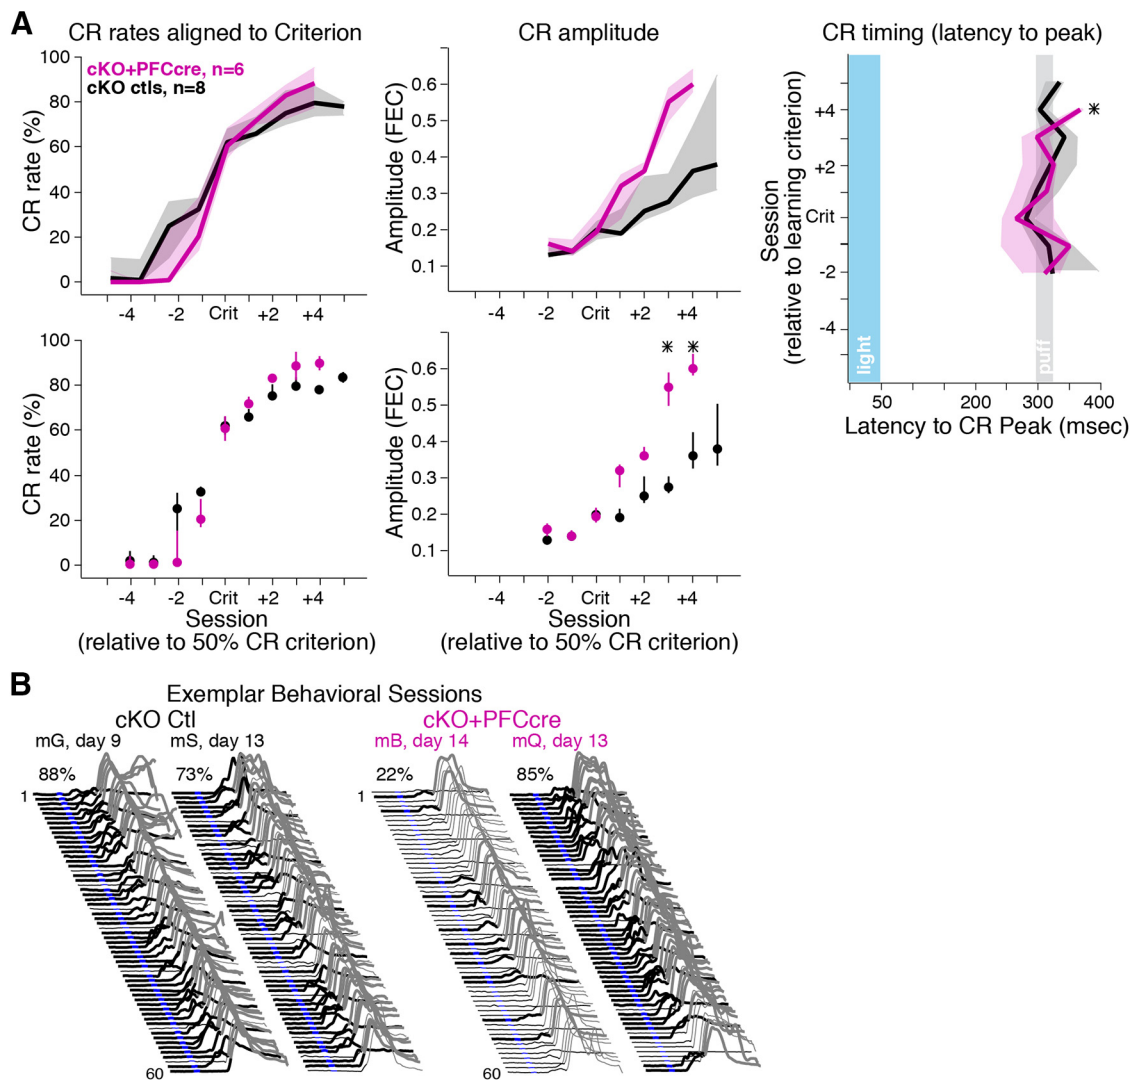 A
CR rates aligned to Criterion
CR amplitude
CR timing (latency to peak)
cKO+PFCcre, n=6
cKO ctls, n=8
CR rate (%)
100
80
60
40
20
0
-4
-2
Crit
+2
+4
Amplitude (FEC)
0.6
0.5
0.4
0.3
0.2
0.1
-4
-2
Crit
+2
+4
Session
(relative to learning criterion)
+4
+2
Crit
-2
-4
*
light
puff
50
200
300
400
Latency to CR Peak (msec)
CR rate (%)
100
80
60
40
20
0
-4
-2
Crit
+2
+4
Session
(relative to 50% CR criterion)
Amplitude (FEC)
0.6
0.5
0.4
0.3
0.2
0.1
* *
-4
-2
Crit
+2
+4
Session
(relative to 50% CR criterion)
B
Exemplar Behavioral Sessions
cKO Ctl
cKO+PFCcre
mG, day 9
mS, day 13
mB, day 14
mQ, day 13
88%
73%
22%
85%
1
1
60
60